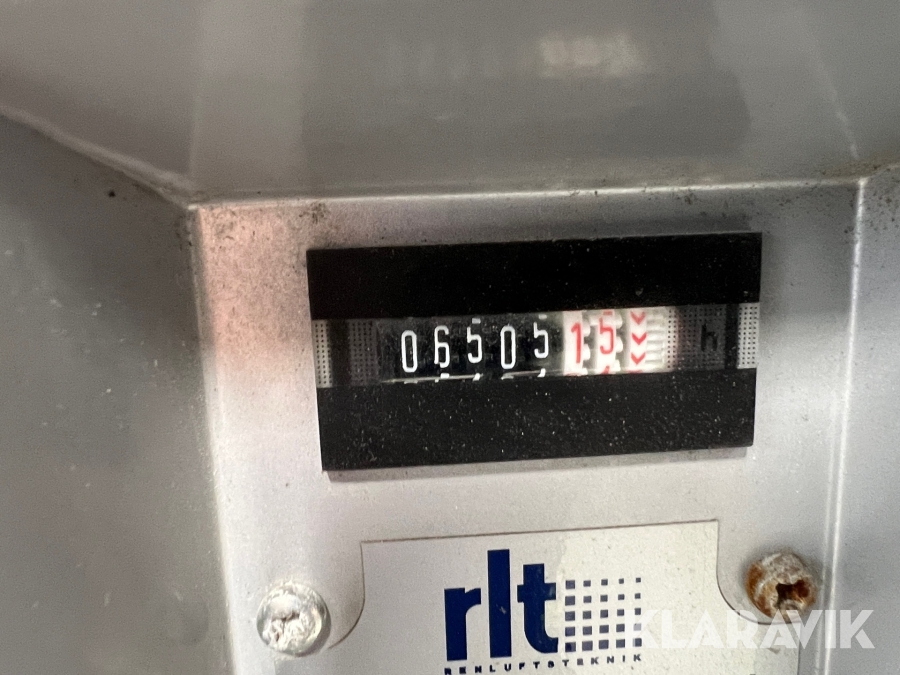 0650515 h
rlt
RENLUFTSTEKNIK
KLARAVIK